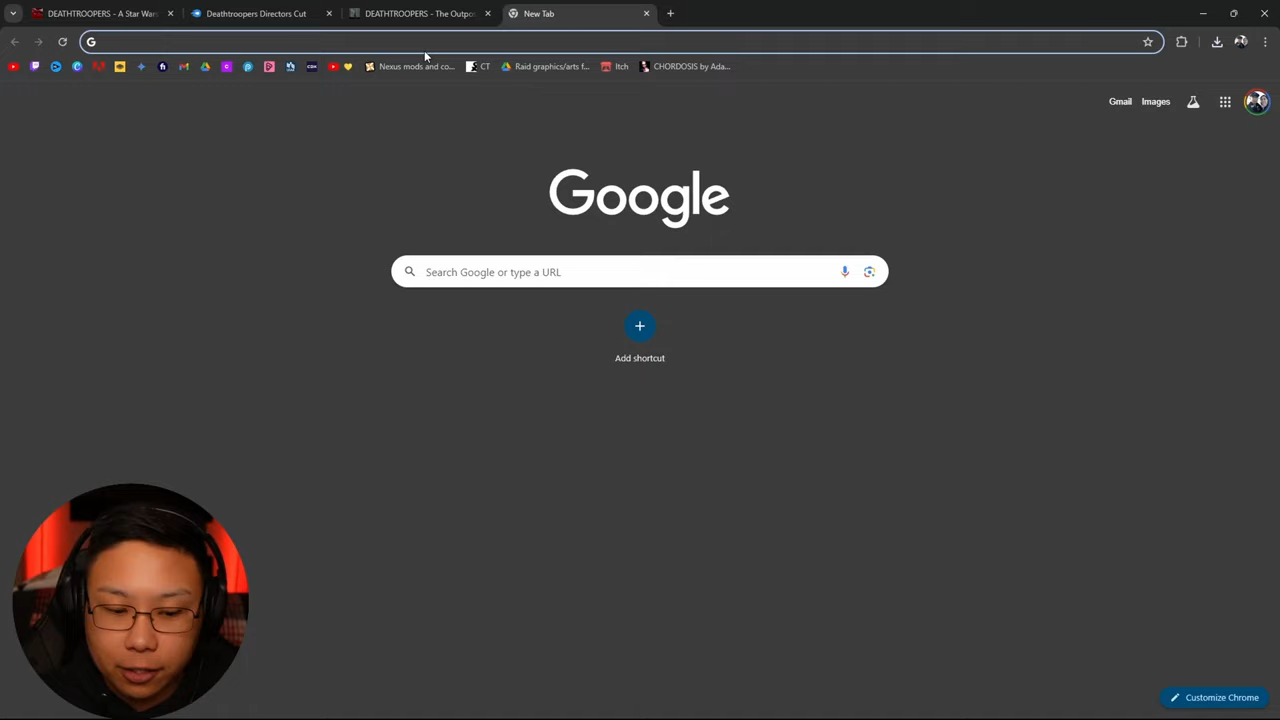 DEATHTROOPERS - A Star Wars
Deathtroopers Directors Cut
DEATHTROOPERS - The Outpos
New Tab
Nexus mods and co...
CT
Raid graphics/arts f...
Itch
CHORDOSIS by Ada...
Gmail
Images
Google
Search Google or type a URL
Add shortcut
Customize Chrome